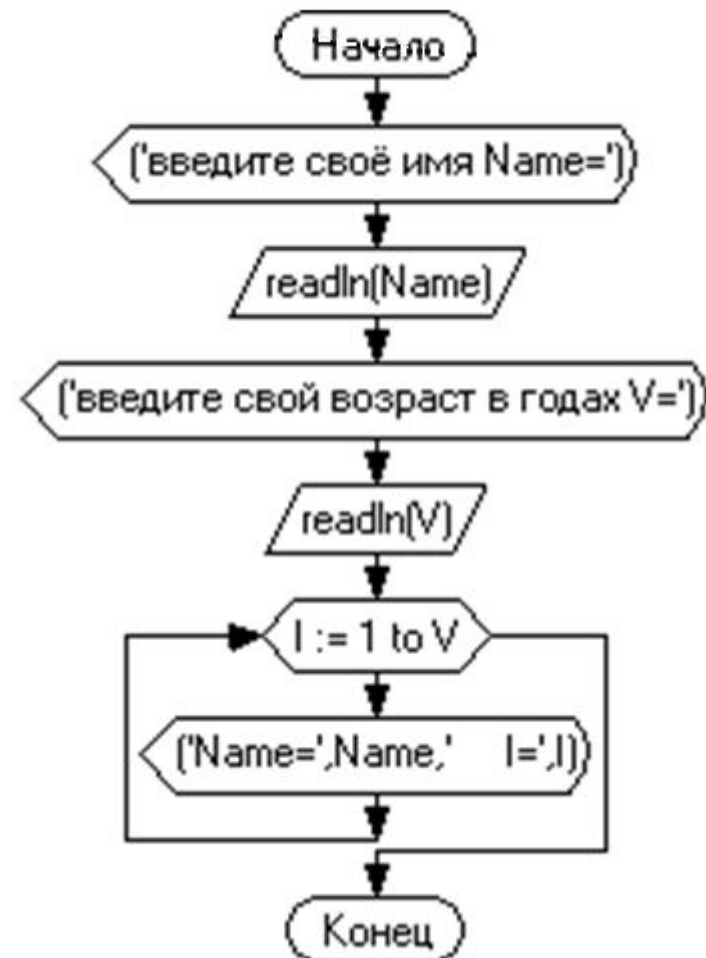 Начало
('введите своё имя Name=')
readln(Name)
('введите свой возраст в годах V=')
readln(V)
I := 1 to V
('Name=',Name,'     I=',I)
Конец